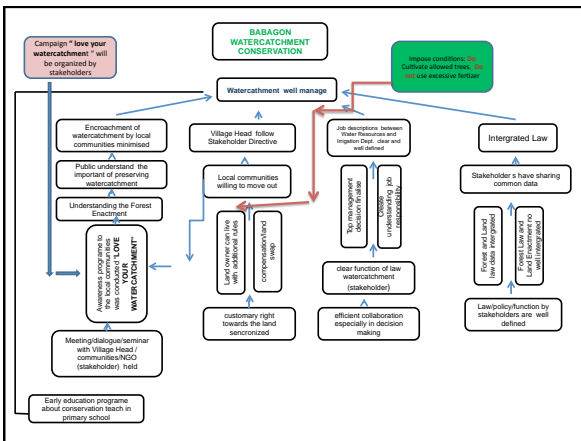 Campaign " love your
watercatchment " will
be organized by
stakeholders
BABAGON
WATERCATCHMENT
CONSERVATION
Impose conditions: Do
Cultivate allowed trees, Do
not use excessive fertizer
Watercathment well manage
Encroachment of
watercatchment by local
communities minimised
Village Head follow
Stakeholder Directive
Job descriptions between
Water Resources and
Irrigation Dept. clear and
well defined
Intergrated Law
Public understand the
important of preserving
watercatchment
Local communities
willing to move out
Stakeholder s have sharing
common data
Understanding the Forest
Enactment
Top management
decision finalise
Create
understanding job
responsibility
Awareness programe to
the local communities
was conducted "LOVE
YOUR
WATERCATCHMENT"
Land owner can live
with additional rules
compensation/land
swap
Forest and Land
law data intergrated
Forest Law and
Land Enactment no
well intergrated
clear function of law
watercatchment
(stakeholder)
Meeting/dialogue/seminar
with Village Head /
communities/NGO
(stakeholder) held
customary right
towards the land
sencronized
efficient collaboration
especially in decision
making
Law/policy/function by
stakeholders are well
defined
Early education programe
about conservation teach in
primary school